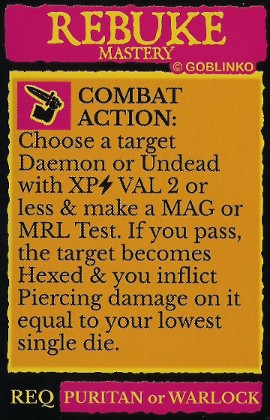 REBUKE
MASTERY
© GOBLINKO
COMBAT
ACTION:
Choose a target
Daemon or Undead
with XP⚡ VAL 2 or
less & make a MAG or
MRL Test. If you pass,
the target becomes
Hexed & you inflict
Piercing damage on it
equal to your lowest
single die.
REQ PURITAN or WARLOCK